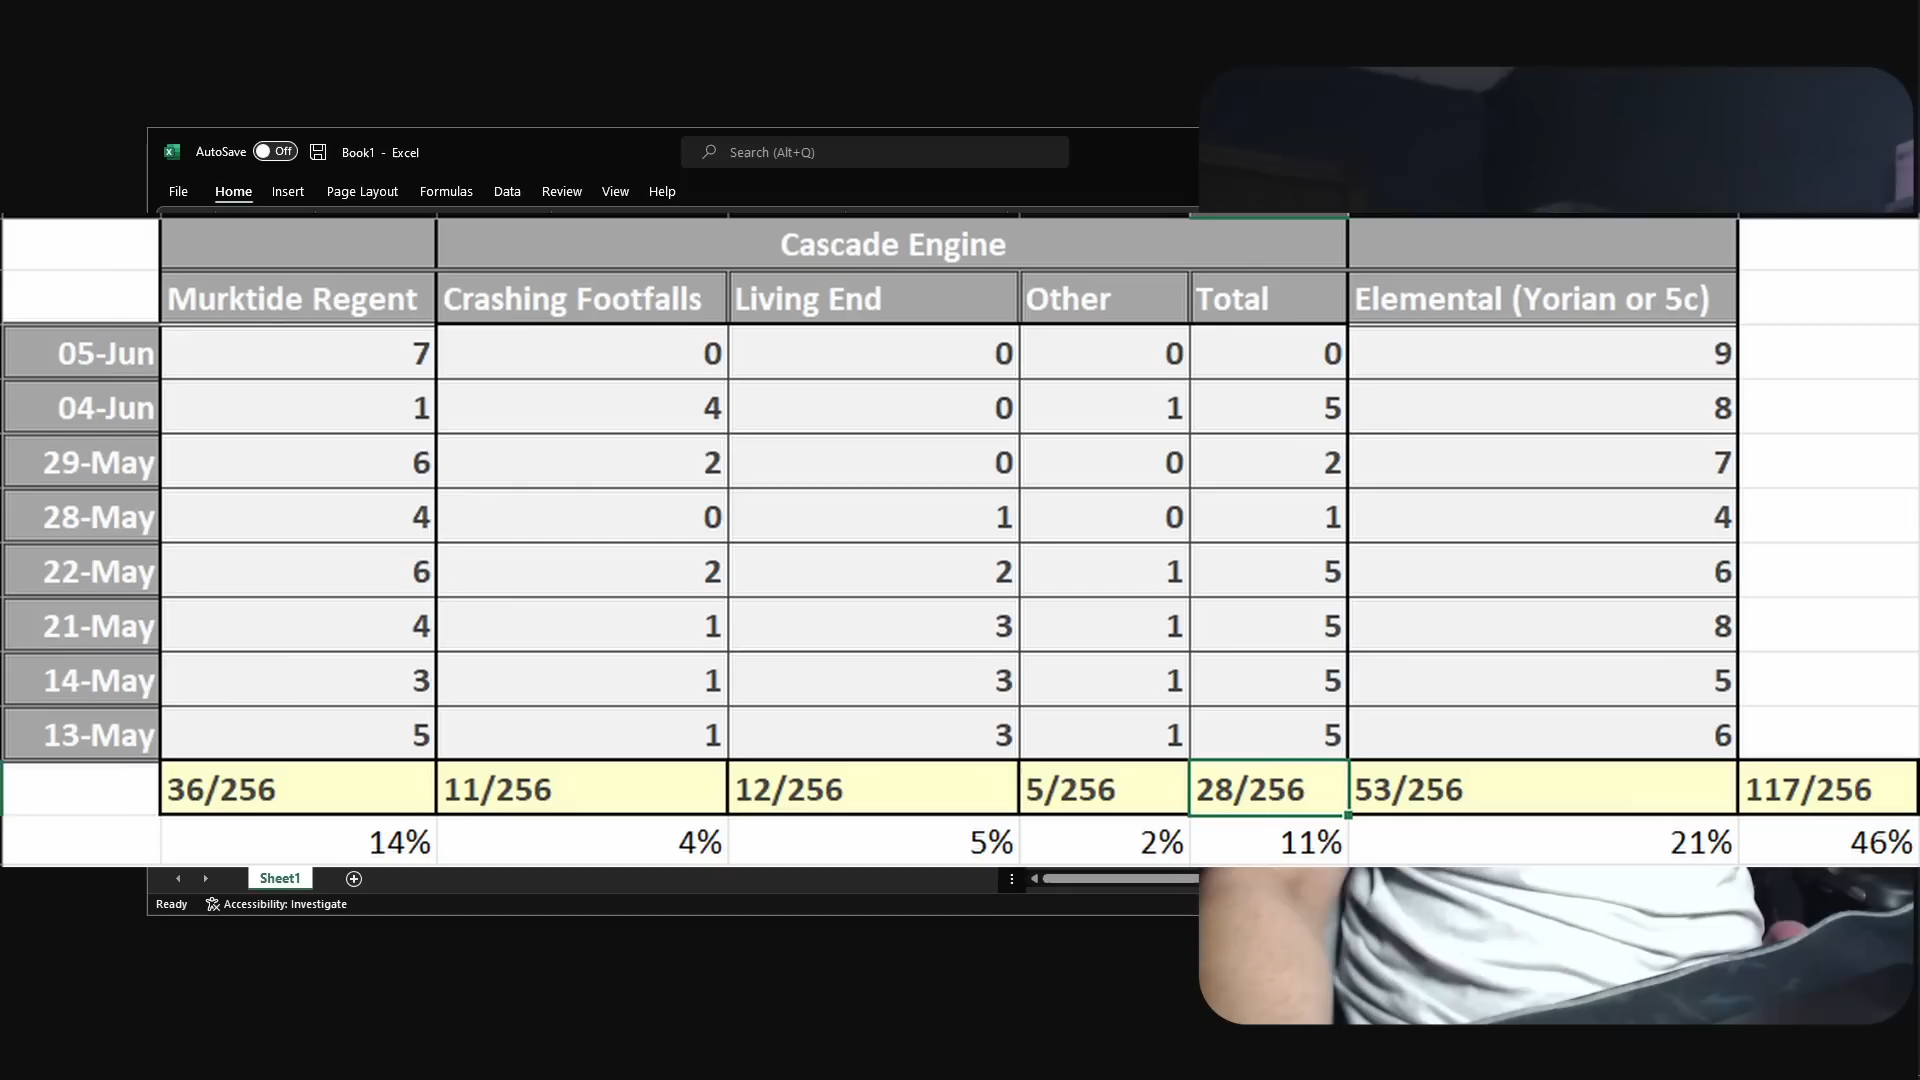 AutoSave Off Book1 - Excel Search (Alt+Q)
File Home Insert Page Layout Formulas Data Review View Help
Cascade Engine
Murktide Regent Crashing Footfalls Living End Other Total Elemental (Yorian or 5c)
05-Jun 7 0 0 0 0 9
04-Jun 1 4 0 1 5 8
29-May 6 2 0 0 2 7
28-May 4 0 1 0 1 4
22-May 6 2 2 1 5 6
21-May 4 1 3 1 5 8
14-May 3 1 3 1 5 5
13-May 5 1 3 1 5 6
36/256 11/256 12/256 5/256 28/256 53/256 117/256
14% 4% 5% 2% 11% 21% 46%
Sheet1
Ready Accessibility: Investigate